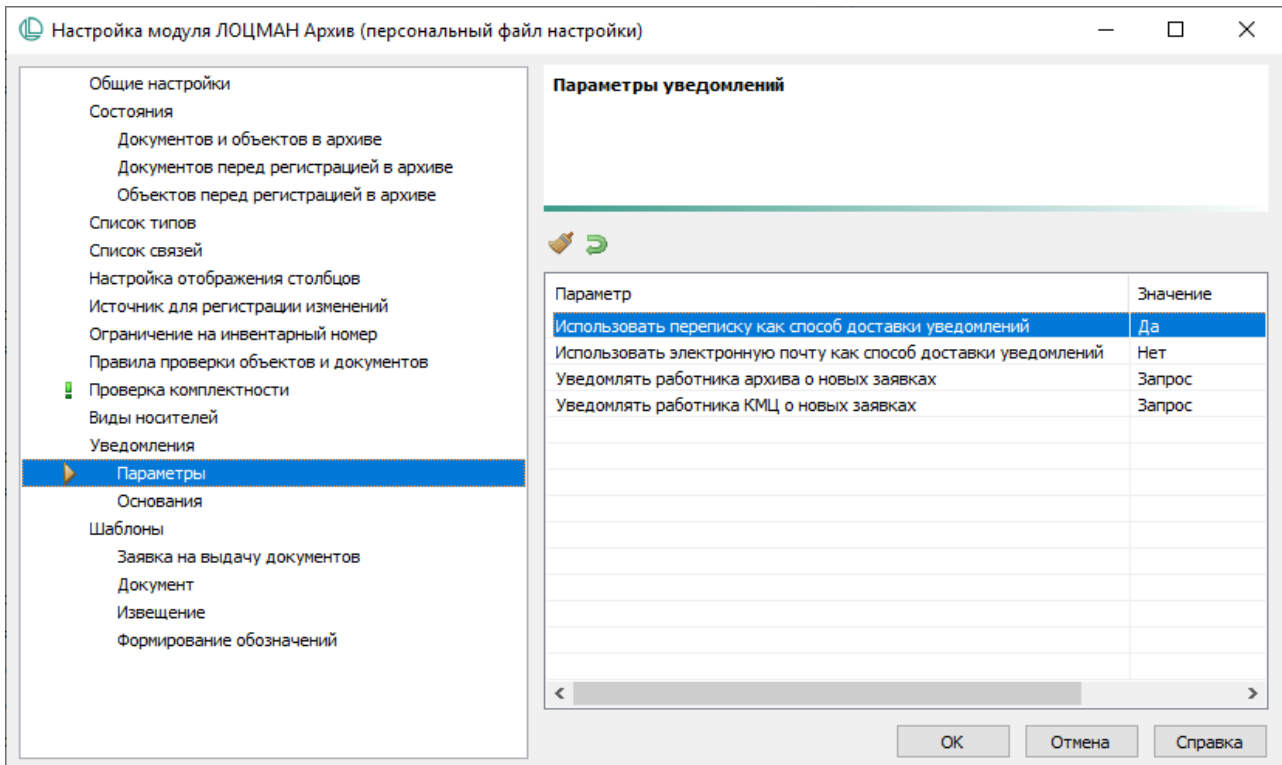 Настройка модуля ЛОЦМАН Архив (персональный файл настройки)
Общие настройки
Состояния
Документов и объектов в архиве
Документов перед регистрацией в архиве
Объектов перед регистрацией в архиве
Список типов
Список связей
Настройка отображения столбцов
Источник для регистрации изменений
Ограничение на инвентарный номер
Правила проверки объектов и документов
Проверка комплектности
Виды носителей
Уведомления
Параметры
Основания
Шаблоны
Заявка на выдачу документов
Документ
Извещение
Формирование обозначений
Параметры уведомлений
Параметр Значение
Использовать переписку как способ доставки уведомлений Да
Использовать электронную почту как способ доставки уведомлений Нет
Уведомлять работника архива о новых заявках Запрос
Уведомлять работника КМЦ о новых заявках Запрос
OK Отмена Справка